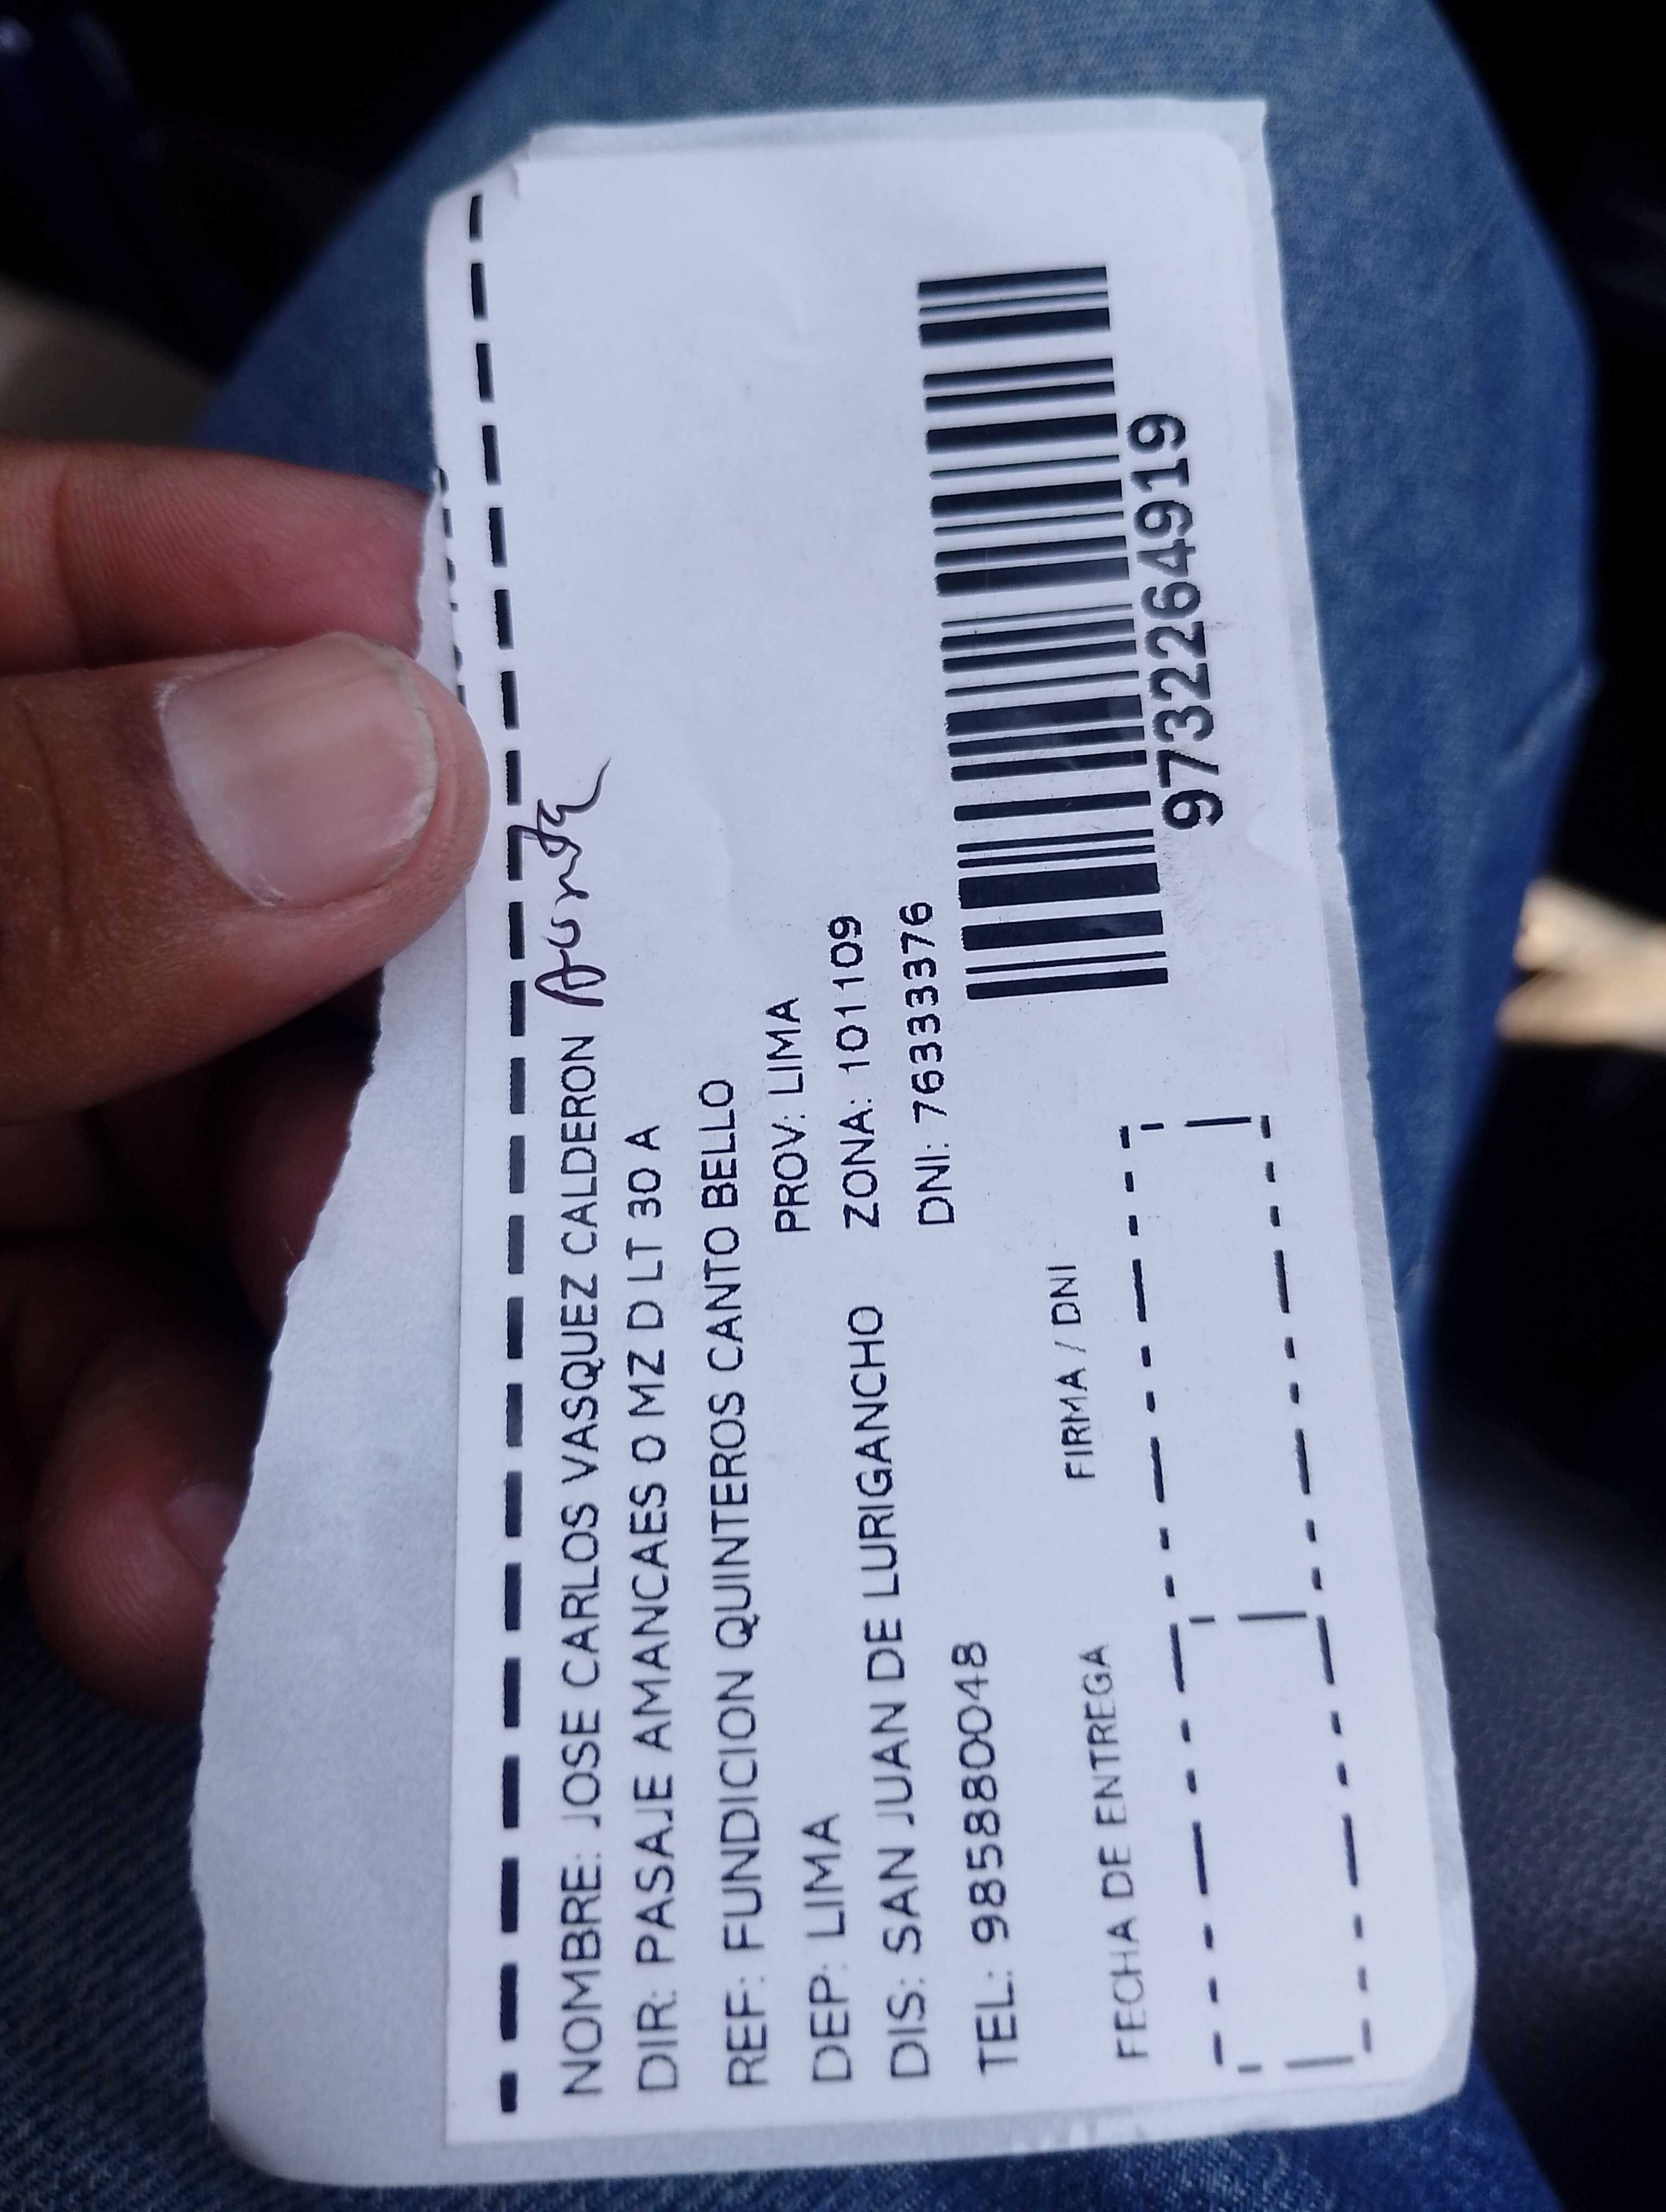 NOMBRE: JOSE CARLOS VASQUEZ CALDERON
DIR: PASAJE AMANCAES O MZ D LT 30 A
REF: FUNDICION QUINTEROS CANTO BELLO
DEP: LIMA PROV: LIMA
DIS: SAN JUAN DE LURIGANCHO ZONA: 101109
TEL: 985880048 DNI: 76333376
FECHA DE ENTREGA FIRMA / DNI
9732264919